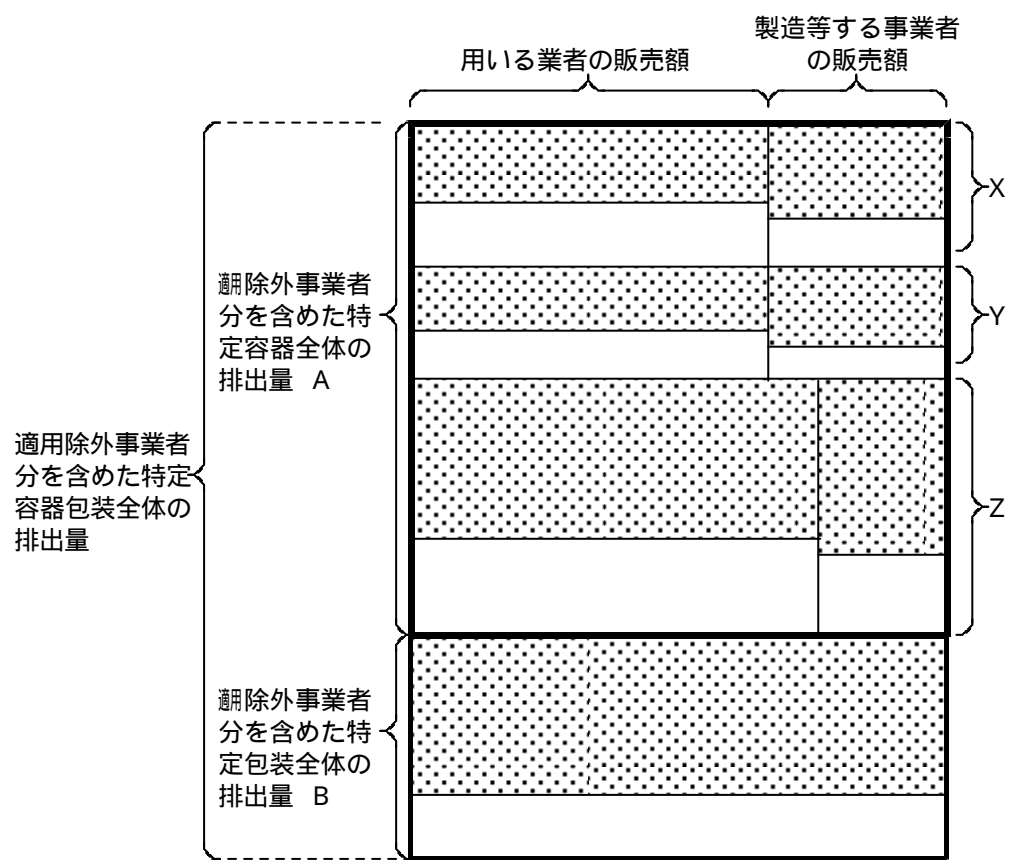 製造等する事業者
の販売額
用いる業者の販売額
X
適用除外事業者
分を含めた特
定容器全体の
排出量 A
Y
適用除外事業者
分を含めた特定
容器包装全体の
排出量
Z
適用除外事業者
分を含めた特
定包装全体の
排出量 B